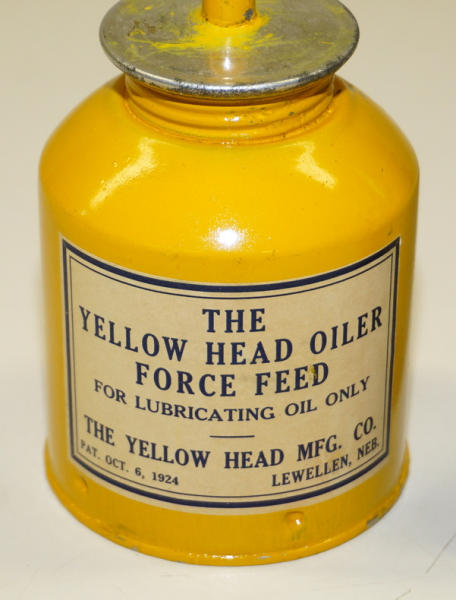 THE
YELLOW HEAD OILER
FORCE FEED
FOR LUBRICATING OIL ONLY
THE YELLOW HEAD MFG. CO.
PAT. OCT. 6, 1924 LEWELLEN, NEB.